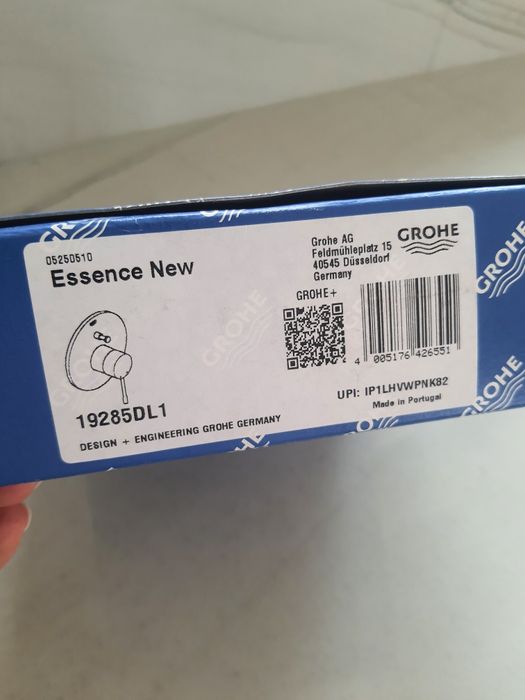 05250510
Essence New
Grohe AG
Feldmühleplatz 15
40545 Düsseldorf
Germany
GROHE
GROHE+
4 005176 426551
UPI: IP1LHVWPNK82
Made in Portugal
19285DL1
DESIGN + ENGINEERING GROHE GERMANY
GROHE
GROHE
GROHE